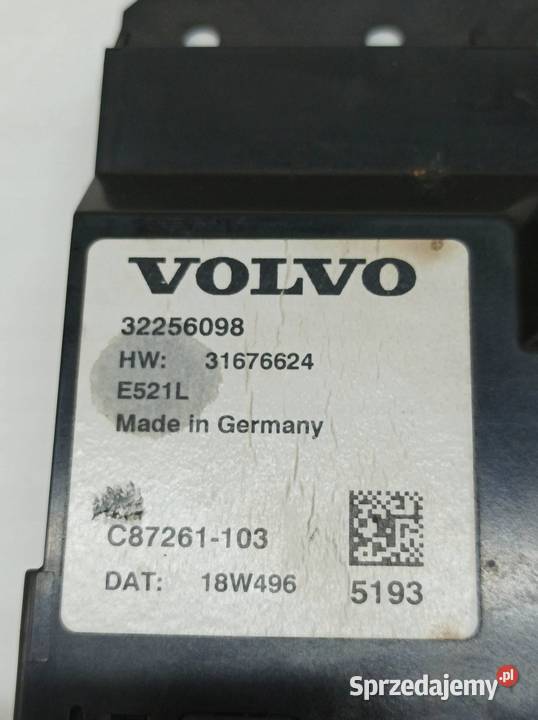 VOLVO
32256098
HW: 31676624
E521L
Made in Germany
C87261-103
DAT: 18W496
5193
Sprzedajemy.pl